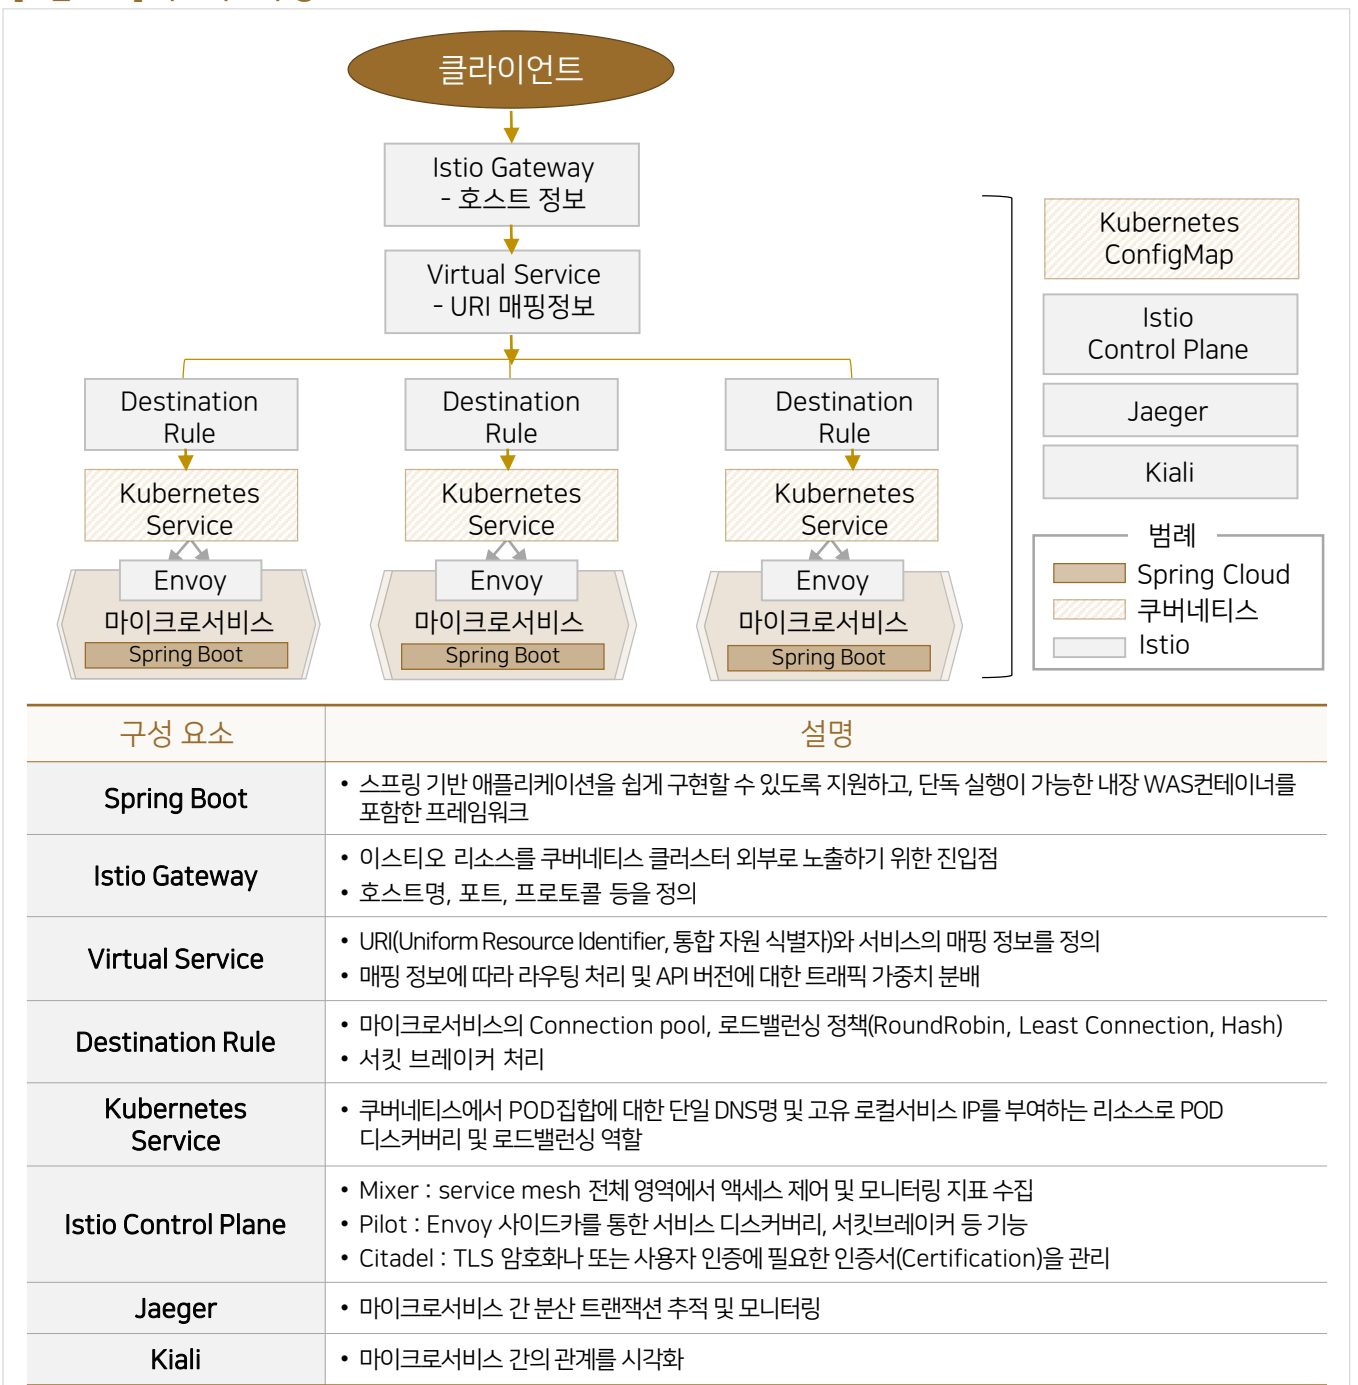 클라이언트
Istio Gateway
- 호스트 정보
Virtual Service
- URI 매핑정보
Destination
Rule
Destination
Rule
Destination
Rule
Kubernetes
Service
Kubernetes
Service
Kubernetes
Service
Envoy
마이크로서비스
Spring Boot
Envoy
마이크로서비스
Spring Boot
Envoy
마이크로서비스
Spring Boot
Kubernetes
ConfigMap
Istio
Control Plane
Jaeger
Kiali
범례
Spring Cloud
쿠버네티스
Istio
구성 요소
설명
Spring Boot
• 스프링 기반 애플리케이션을 쉽게 구현할 수 있도록 지원하고, 단독 실행이 가능한 내장 WAS컨테이너를
포함한 프레임워크
Istio Gateway
• 이스티오 리소스를 쿠버네티스 클러스터 외부로 노출하기 위한 진입점
• 호스트명, 포트, 프로토콜 등을 정의
Virtual Service
• URI(Uniform Resource Identifier, 통합 자원 식별자)와 서비스의 매핑 정보를 정의
• 매핑 정보에 따라 라우팅 처리 및 API 버전에 대한 트래픽 가중치 분배
Destination Rule
• 마이크로서비스의 Connection pool, 로드밸런싱 정책(RoundRobin, Least Connection, Hash)
• 서킷 브레이커 처리
Kubernetes
Service
• 쿠버네티스에서 POD집합에 대한 단일 DNS명 및 고유 로컬서비스 IP를 부여하는 리소스로 POD
디스커버리 및 로드밸런싱 역할
Istio Control Plane
• Mixer : service mesh 전체 영역에서 액세스 제어 및 모니터링 지표 수집
• Pilot : Envoy 사이드카를 통한 서비스 디스커버리, 서킷브레이커 등 기능
• Citadel : TLS 암호화나 또는 사용자 인증에 필요한 인증서(Certification)을 관리
Jaeger
• 마이크로서비스 간 분산 트랜잭션 추적 및 모니터링
Kiali
• 마이크로서비스 간의 관계를 시각화